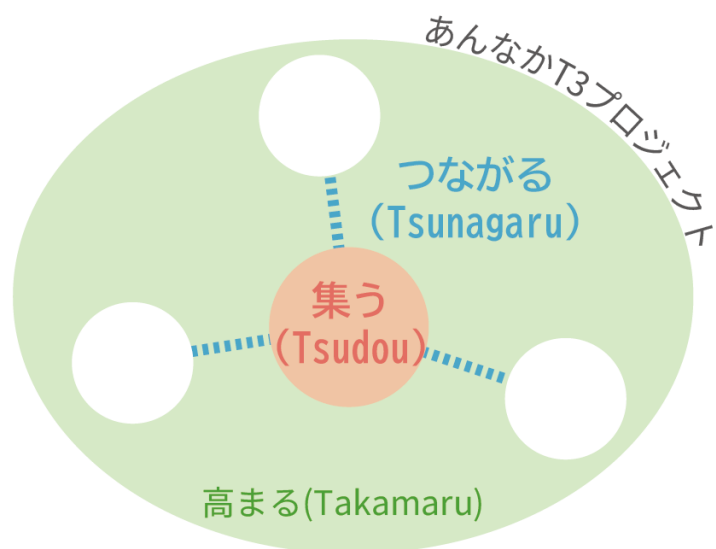 あんなかT3プロジェクト
つながる
(Tsunagaru)
集う
(Tsudou)
高まる(Takamaru)